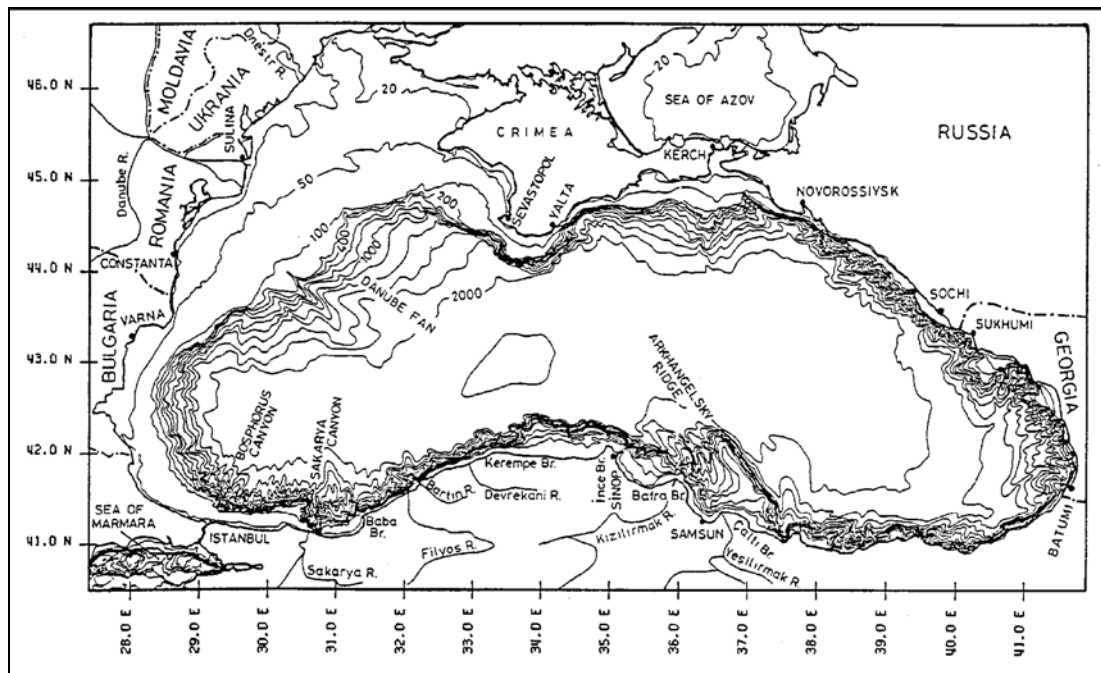 46.0 N
45.0 N
44.0 N
43.0 N
42.0 N
41.0 N
MOLDAVIA
UKRANIA
Dnestr R.
SULINA
Danube R.
ROMANIA
CONSTANTA
BULGARIA
VARNA
20
50
100
200
400
1000
2000
DANUBE FAN
CRIMEA
SEVASTOPOL
YALTA
20
SEA OF AZOV
KERCH
RUSSIA
NOVOROSSIYSK
SOCHI
SUKHUMI
GEORGIA
BATUMI
ARKHANGELSKY
RIDGE
BOSPHORUS
CANYON
SAKARYA
CANYON
SEA OF
MARMARA
ISTANBUL
Baba
Br.
Sakarya R.
Filyos R.
Bartın R.
Kerempe Br.
Devrekani R.
İnce Br.
SİNOP
Bafra Br.
Kızılırmak R.
SAMSUN
Çaltı Br.
Yeşilırmak R.
28.0 E
29.0 E
30.0 E
31.0 E
32.0 E
33.0 E
34.0 E
35.0 E
36.0 E
37.0 E
38.0 E
39.0 E
40.0 E
41.0 E